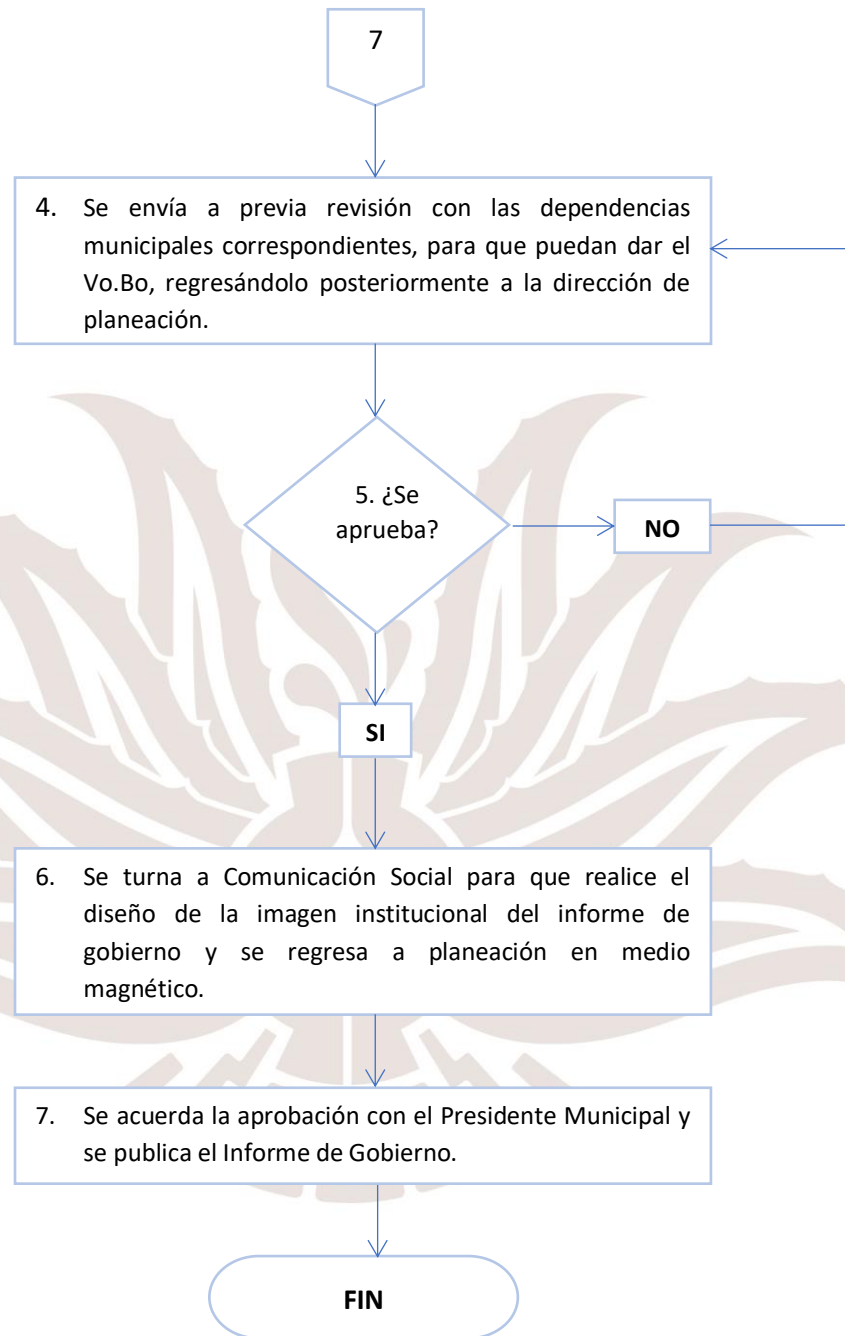 7
4. Se envía a previa revisión con las dependencias
municipales correspondientes, para que puedan dar el
Vo.Bo, regresándolo posteriormente a la dirección de
planeación.
5. ¿Se
aprueba?
NO
SI
6. Se turna a Comunicación Social para que realice el
diseño de la imagen institucional del informe de
gobierno y se regresa a planeación en medio
magnético.
7. Se acuerda la aprobación con el Presidente Municipal y
se publica el Informe de Gobierno.
FIN